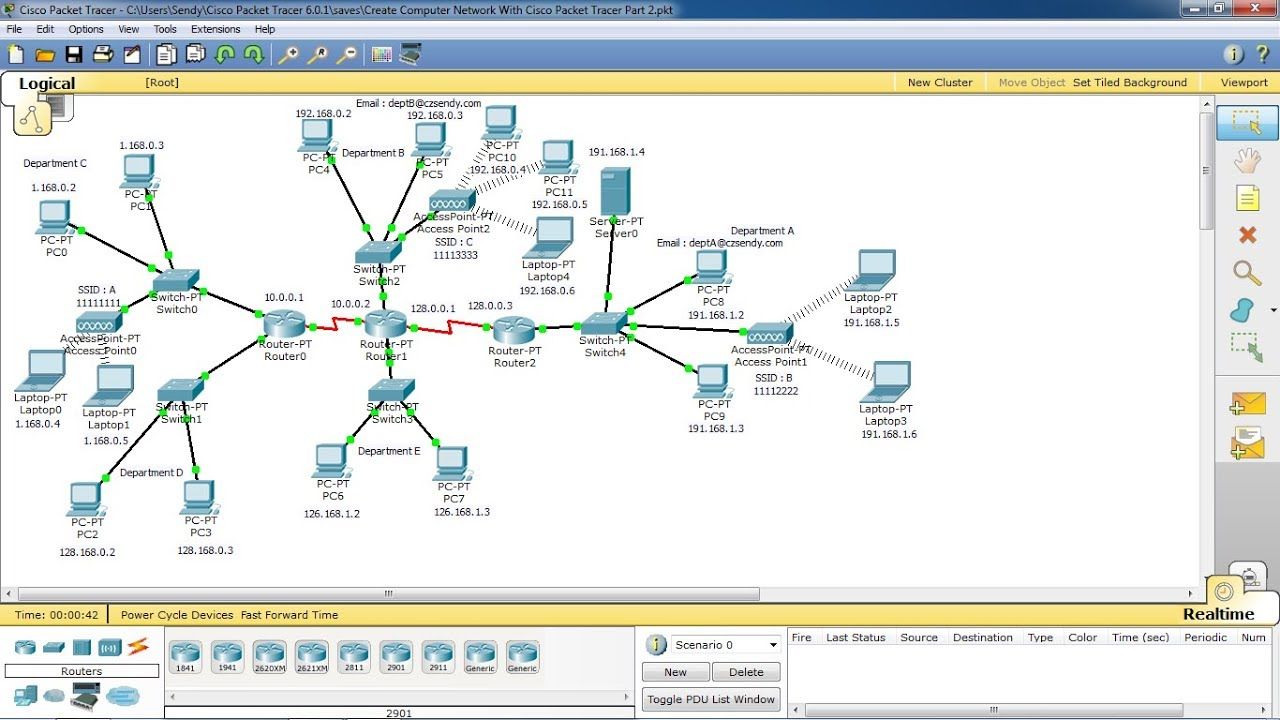 Cisco Packet Tracer - C:\Users\Sendy\Cisco Packet Tracer 6.0.1\saves\Create Computer Network With Cisco Packet Tracer Part 2.pkt
File Edit Options View Tools Extensions Help
Logical [Root] New Cluster Move Object Set Tiled Background Viewport
Department C
1.168.0.2
PC-PT
PC0
1.168.0.3
PC-PT
PC1
Switch-PT
Switch0
SSID : A
11111111
AccessPoint-PT
Access Point0
Laptop-PT
Laptop0
1.168.0.4
Laptop-PT
Laptop1
1.168.0.5
Switch-PT
Switch1
Department D
PC-PT
PC2
128.168.0.2
PC-PT
PC3
128.168.0.3
10.0.0.1
Router-PT
Router0
10.0.0.2
Router-PT
Router1
128.0.0.1
128.0.0.3
Router-PT
Router2
192.168.0.2
PC-PT
PC4
Department B
Email : deptB@czsendy.com
192.168.0.3
PC-PT
PC5
PC-PT
PC10
192.168.0.4
PC-PT
PC11
192.168.0.5
AccessPoint-PT
Access Point2
SSID : C
11113333
Laptop-PT
Laptop4
192.168.0.6
Switch-PT
Switch2
Switch-PT
Switch3
Department E
PC-PT
PC6
126.168.1.2
PC-PT
PC7
126.168.1.3
191.168.1.4
Server-PT
Server0
Department A
Email : deptA@czsendy.com
PC-PT
PC8
191.168.1.2
Switch-PT
Switch4
PC-PT
PC9
191.168.1.3
AccessPoint-PT
Access Point1
SSID : B
11112222
Laptop-PT
Laptop2
191.168.1.5
Laptop-PT
Laptop3
191.168.1.6
Time: 00:00:42 Power Cycle Devices Fast Forward Time
Realtime
Routers
1841 1941 2620XM 2621XM 2811 2901 2911 Generic Generic
2901
Scenario 0
New Delete
Toggle PDU List Window
Fire Last Status Source Destination Type Color Time (sec) Periodic Num